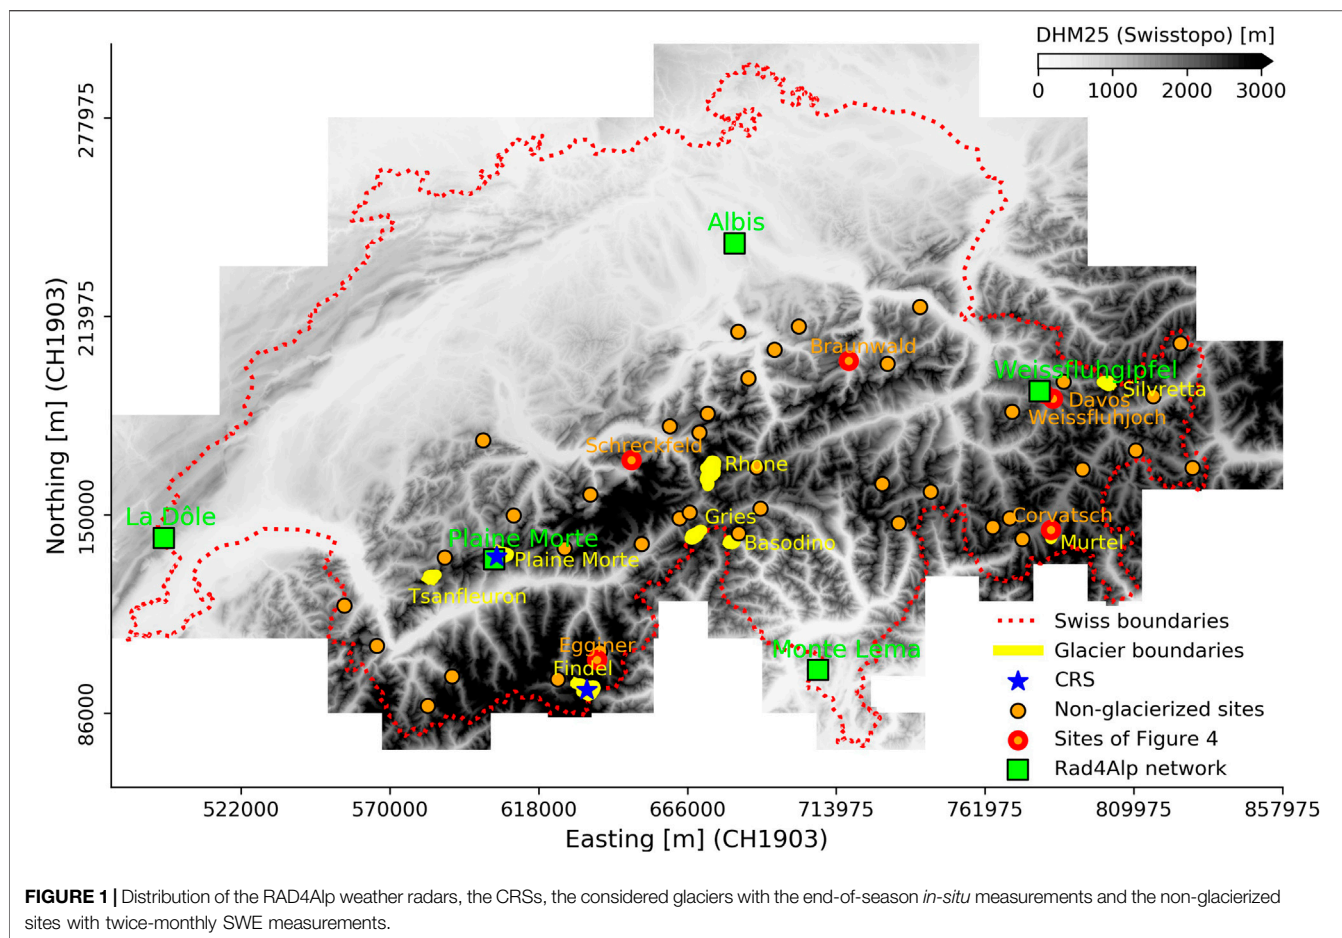 DHM25 (Swisstopo) [m]
0 1000 2000 3000
277975
213975
150000
86000
Northing [m] (CH1903)
Albis
Braunwald
Weissfluhgipfel
Silvretta
Davos
Weissfluhjoch
Schreckfeld
Rhone
La Dôle
Plaine Morte
Gries
Corvatsch
Plaine Morte
Basodino
Murtel
Tsanfleuron
Egginer
Monte Lema
Findel
Swiss boundaries
Glacier boundaries
CRS
Non-glacierized sites
Sites of Figure 4
Rad4Alp network
522000 570000 618000 666000 713975 761975 809975 857975
Easting [m] (CH1903)
FIGURE 1 | Distribution of the RAD4Alp weather radars, the CRSs, the considered glaciers with the end-of-season in-situ measurements and the non-glacierized
sites with twice-monthly SWE measurements.